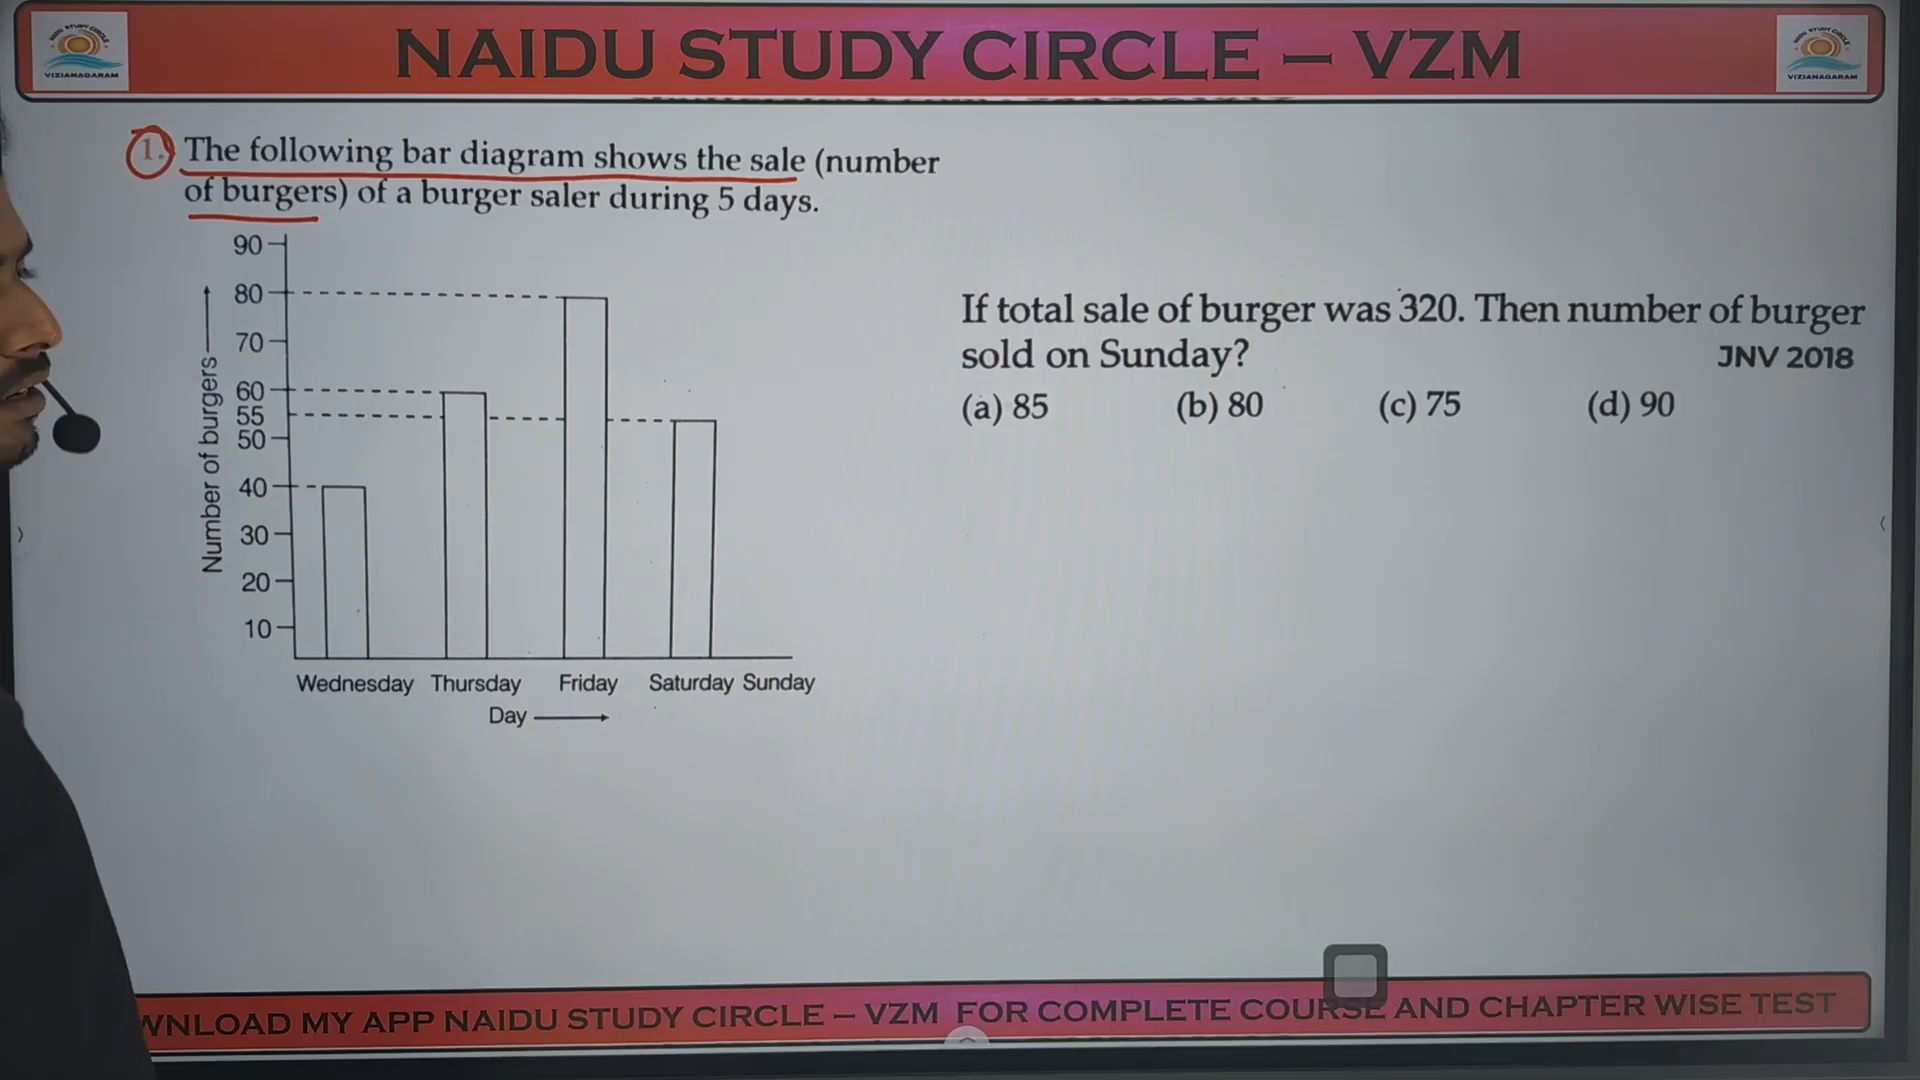 NAIDU STUDY CIRCLE – VZM
VIZIANAGARAM
VIZIANAGARAM
1. The following bar diagram shows the sale (number
of burgers) of a burger saler during 5 days.
90
80
70
60
55
50
40
30
20
10
Number of burgers
Wednesday Thursday Friday Saturday Sunday
Day
If total sale of burger was 320. Then number of burger
sold on Sunday?
JNV 2018
(a) 85 (b) 80 (c) 75 (d) 90
WNLOAD MY APP NAIDU STUDY CIRCLE – VZM FOR COMPLETE COURSE AND CHAPTER WISE TEST